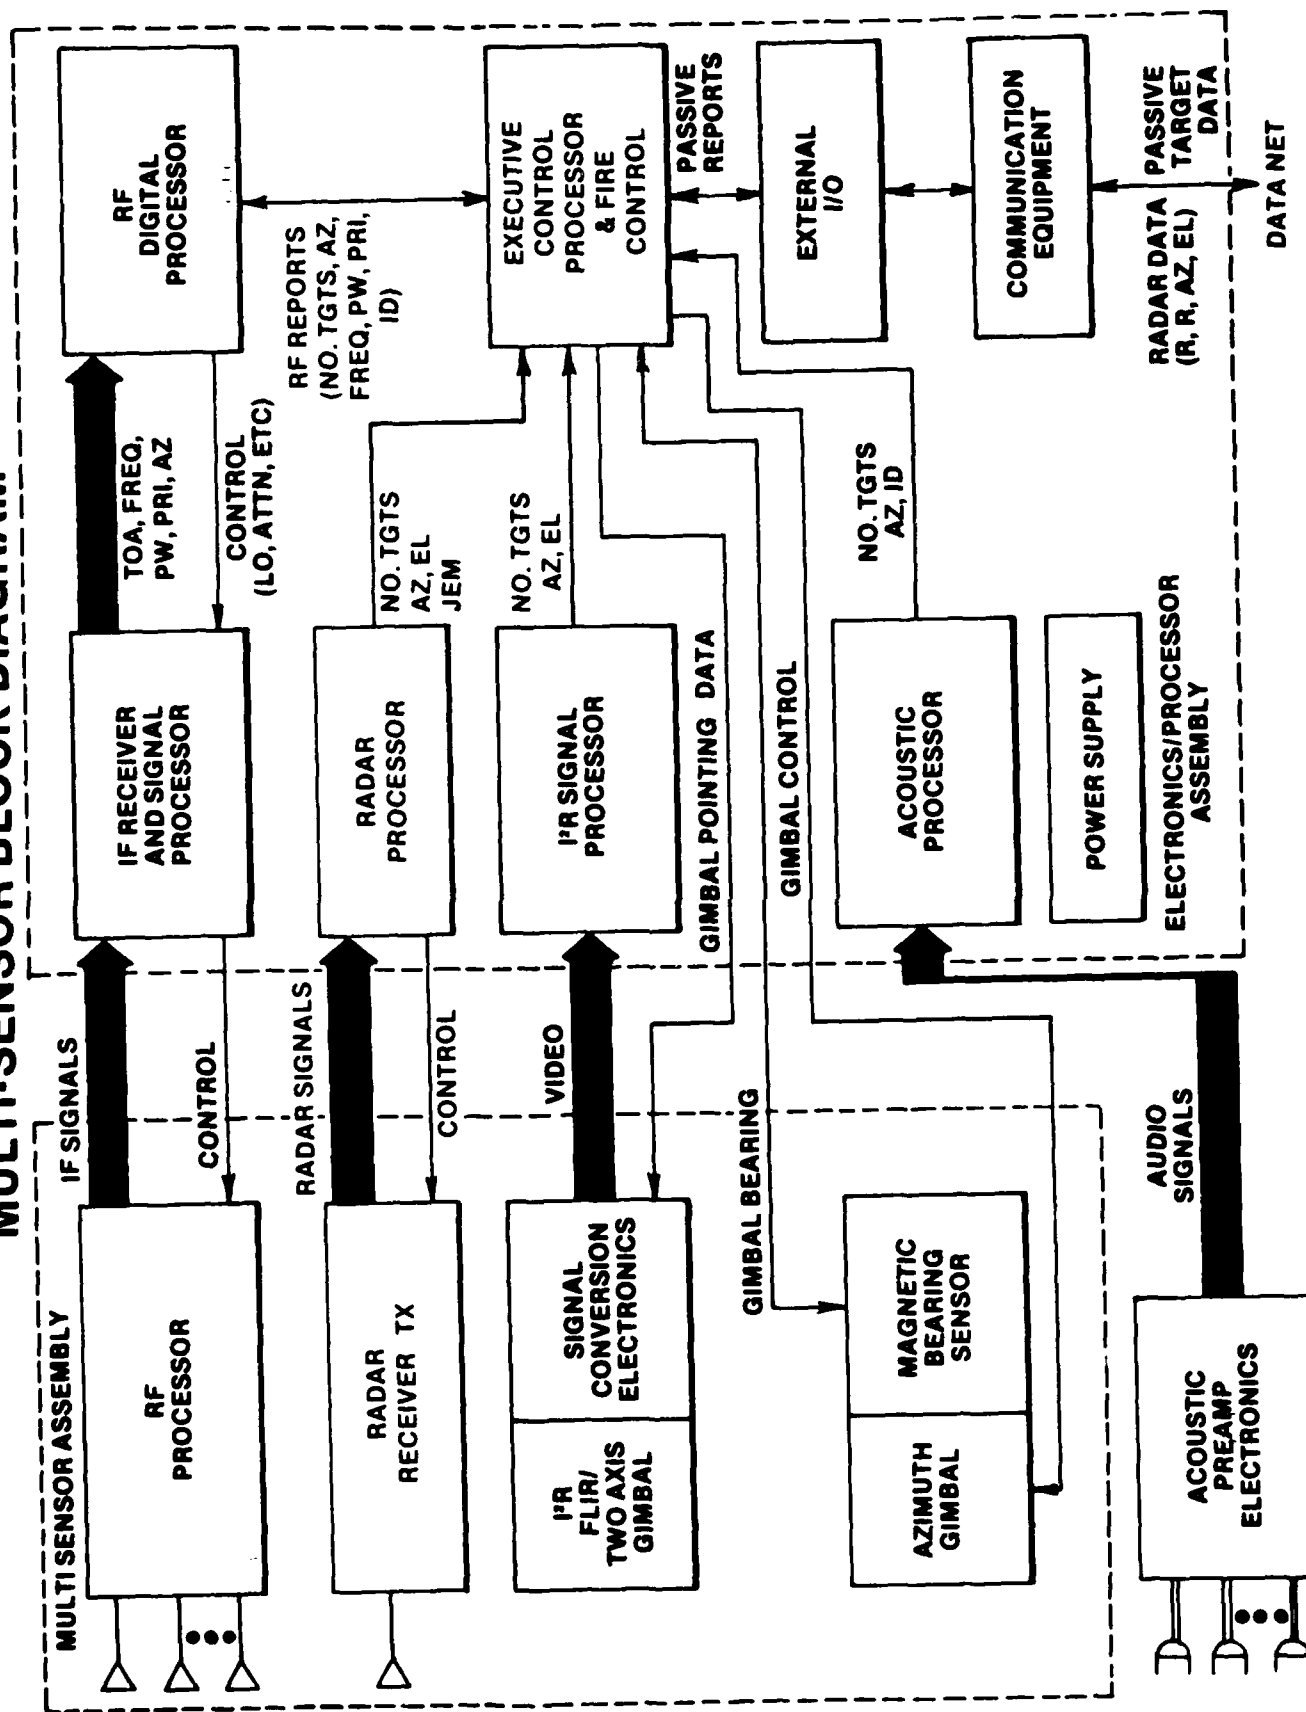 MULTI-SENSOR BLOCK DIAGRAM
MULTI SENSOR ASSEMBLY
RF
PROCESSOR
IF SIGNALS
CONTROL
IF RECEIVER
AND SIGNAL
PROCESSOR
TOA, FREQ,
PW, PRI, AZ
CONTROL
(LO, ATTN, ETC)
RF
DIGITAL
PROCESSOR
RF REPORTS
(NO. TGTS, AZ,
FREQ, PW, PRI,
ID)
RADAR
RECEIVER TX
RADAR SIGNALS
CONTROL
RADAR
PROCESSOR
NO. TGTS
AZ, EL
JEM
I²R
FLIR/
TWO AXIS
GIMBAL
SIGNAL
CONVERSION
ELECTRONICS
VIDEO
I²R SIGNAL
PROCESSOR
NO. TGTS
AZ, EL
EXECUTIVE
CONTROL
PROCESSOR
& FIRE
CONTROL
PASSIVE
REPORTS
GIMBAL POINTING DATA
GIMBAL BEARING
GIMBAL CONTROL
EXTERNAL
I/O
AZIMUTH
GIMBAL
MAGNETIC
BEARING
SENSOR
ACOUSTIC
PROCESSOR
NO. TGTS
AZ, ID
COMMUNICATION
EQUIPMENT
POWER SUPPLY
ELECTRONICS/PROCESSOR
ASSEMBLY
RADAR DATA
(R, R, AZ, EL)
PASSIVE
TARGET
DATA
DATA NET
ACOUSTIC
PREAMP
ELECTRONICS
AUDIO
SIGNALS